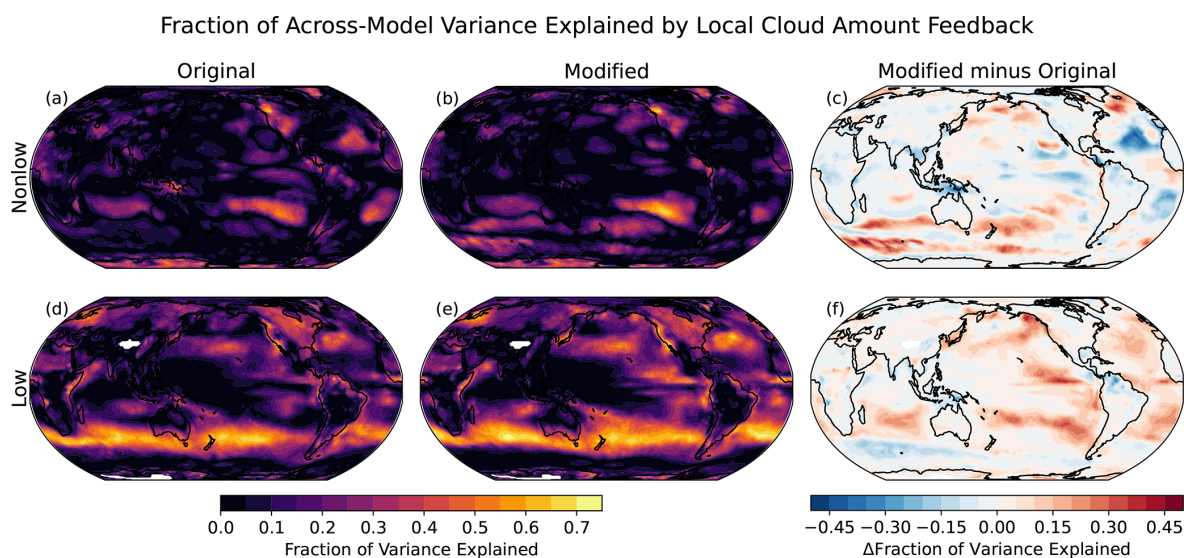 Fraction of Across-Model Variance Explained by Local Cloud Amount Feedback
Original
Modified
Modified minus Original
Nonlow
(a)
(b)
(c)
Low
(d)
(e)
(f)
0.0 0.1 0.2 0.3 0.4 0.5 0.6 0.7
Fraction of Variance Explained
−0.45 −0.30 −0.15 0.00 0.15 0.30 0.45
ΔFraction of Variance Explained